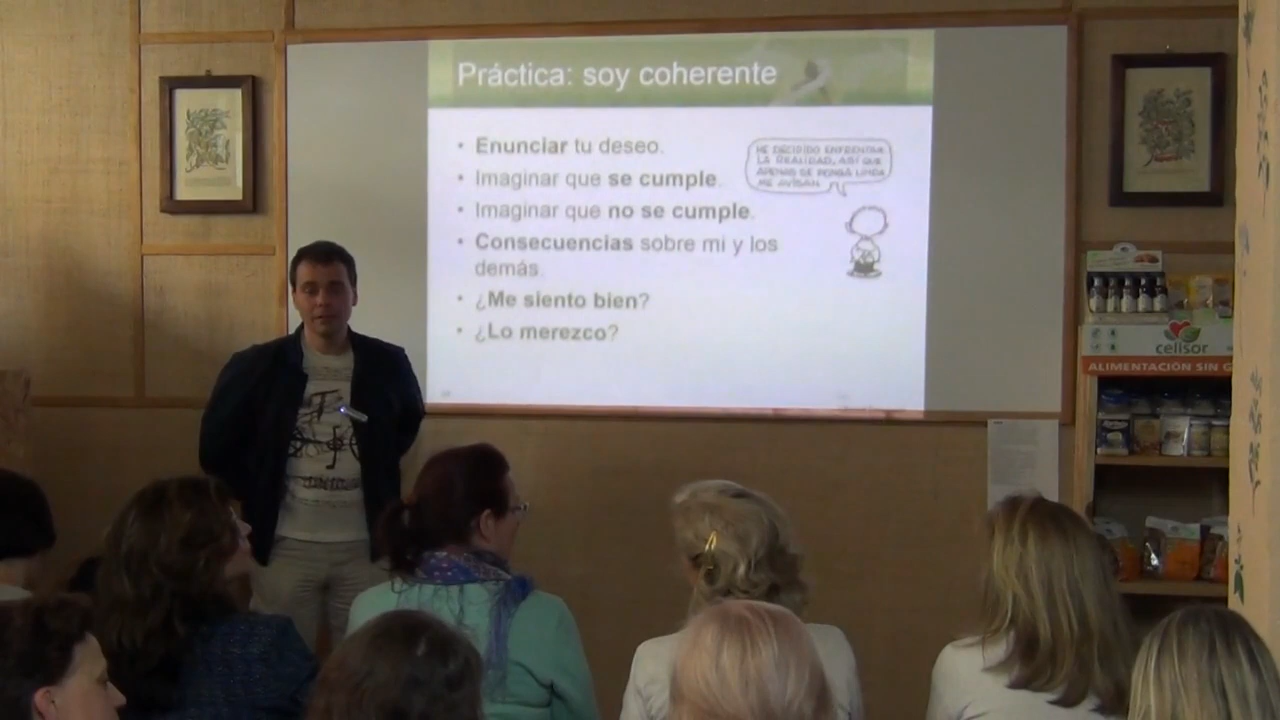 Práctica: soy coherente
• Enunciar tu deseo.
• Imaginar que se cumple.
• Imaginar que no se cumple.
• Consecuencias sobre mi y los
demás.
• ¿Me siento bien?
• ¿Lo merezco?
HE DECIDIDO ENFRENTAR
LA REALIDAD, ASÍ QUE
APENAS SE PONGA LINDA
ME AVISAN
celisor
ALIMENTACIÓN SIN G